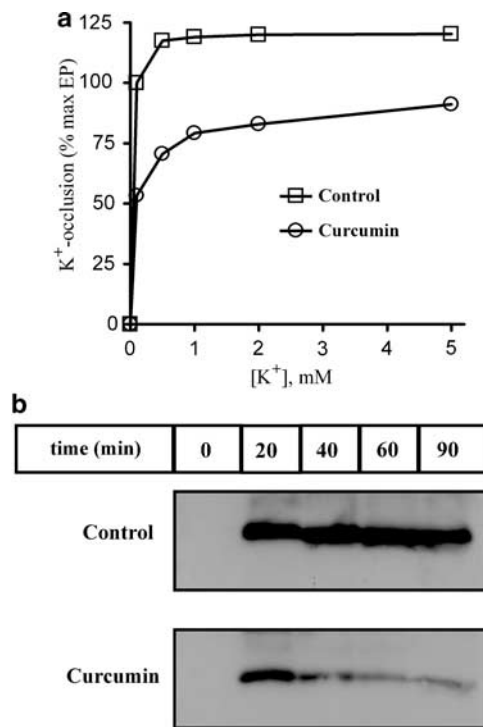 a
K⁺-occlusion (% max EP)
125
100
75
50
25
0
Control
Curcumin
0 1 2 3 4 5
[K⁺], mM
b
time (min) 0 20 40 60 90
Control
Curcumin